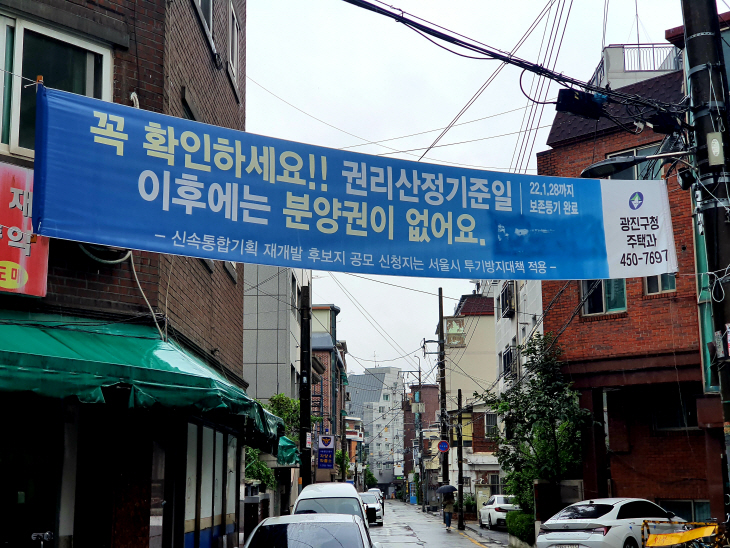 꼭 확인하세요!! 권리산정기준일
22.1.28까지
보존등기 완료
이후에는 분양권이 없어요.
- 신속통합기획 재개발 후보지 공모 신청지는 서울시 투기방지대책 적용 -
광진구청
주택과
450-7697
재